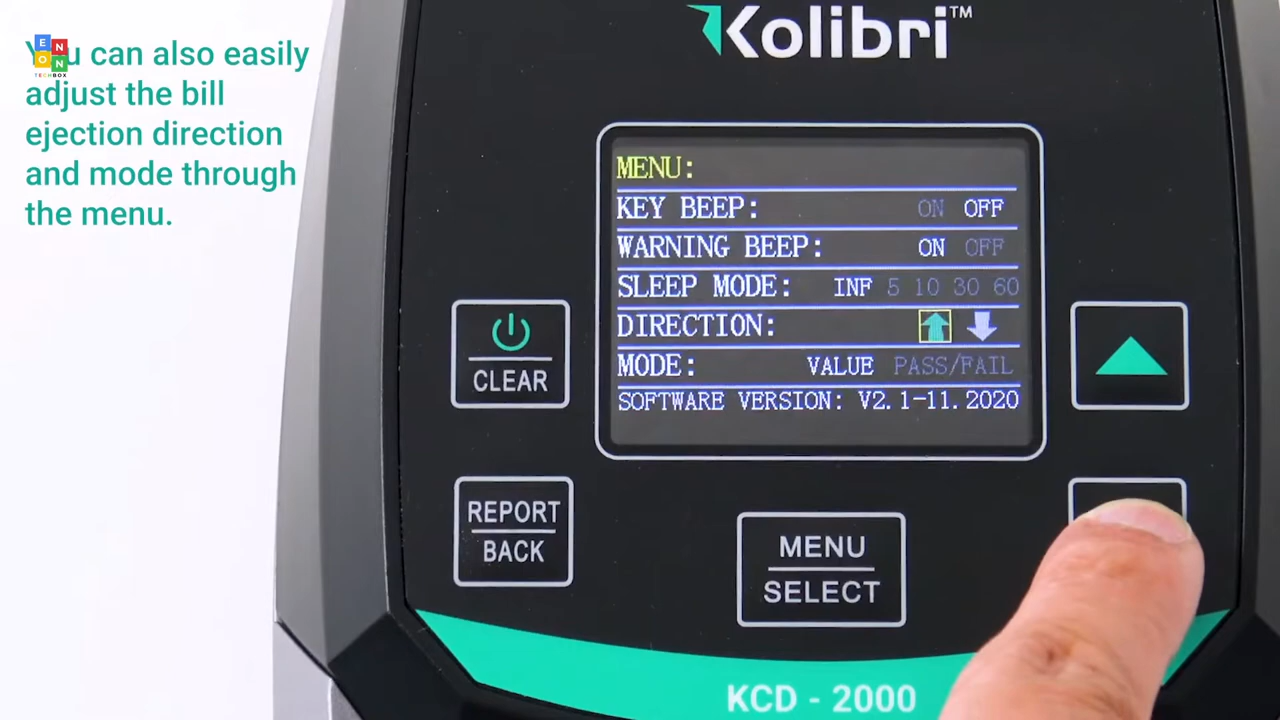 You can also easily
adjust the bill
ejection direction
and mode through
the menu.
ENON
TECHBOX
Kolibri™
MENU:
KEY BEEP: ON OFF
WARNING BEEP: ON OFF
SLEEP MODE: INF 5 10 30 60
DIRECTION:
MODE: VALUE PASS/FAIL
SOFTWARE VERSION: V2.1-11.2020
CLEAR
REPORT
BACK
MENU
SELECT
KCD - 2000